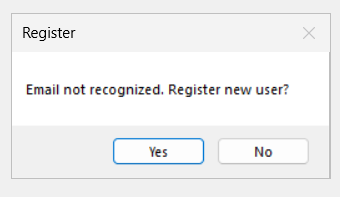 Register
Email not recognized. Register new user?
Yes
No